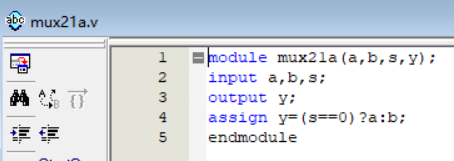 mux21a.v
1 module mux21a(a,b,s,y);
2 input a,b,s;
3 output y;
4 assign y=(s==0)?a:b;
5 endmodule